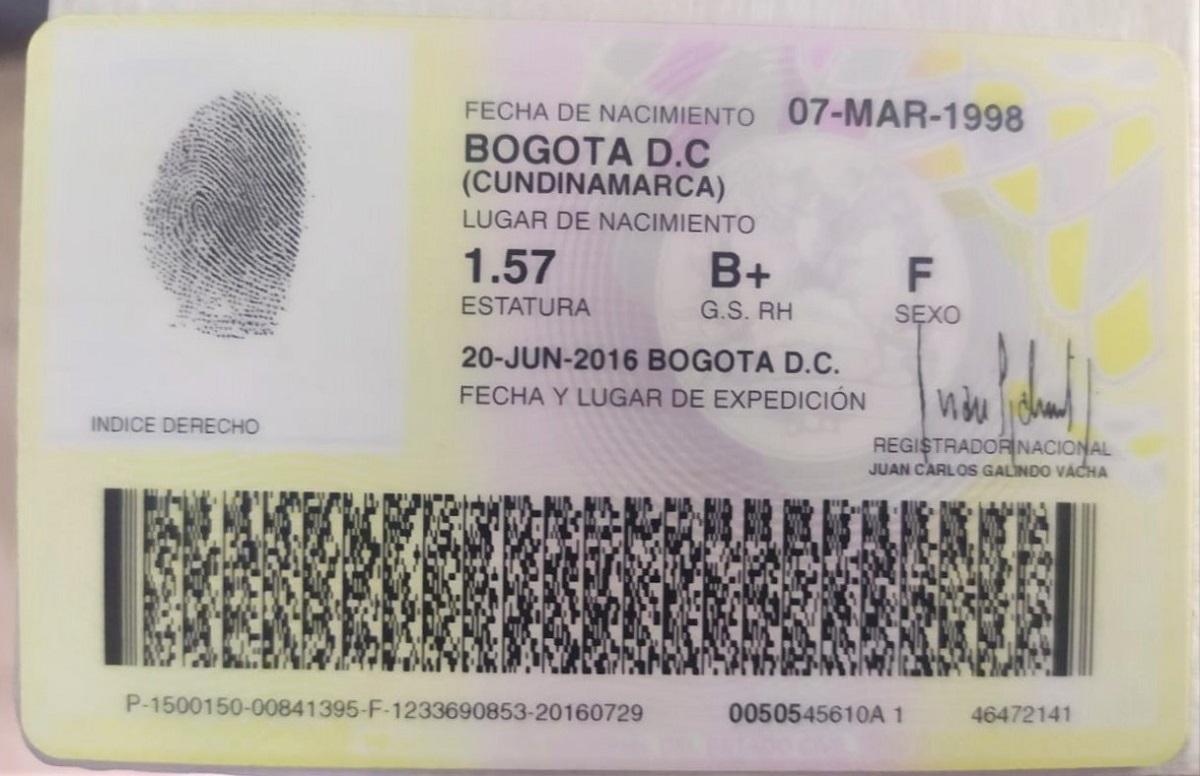 FECHA DE NACIMIENTO 07-MAR-1998
BOGOTA D.C
(CUNDINAMARCA)
LUGAR DE NACIMIENTO
1.57 B+ F
ESTATURA G.S. RH SEXO
20-JUN-2016 BOGOTA D.C.
FECHA Y LUGAR DE EXPEDICIÓN
INDICE DERECHO
REGISTRADOR NACIONAL
JUAN CARLOS GALINDO VACHA
P-1500150-00841395-F-1233690853-20160729 0050545610A 1 46472141